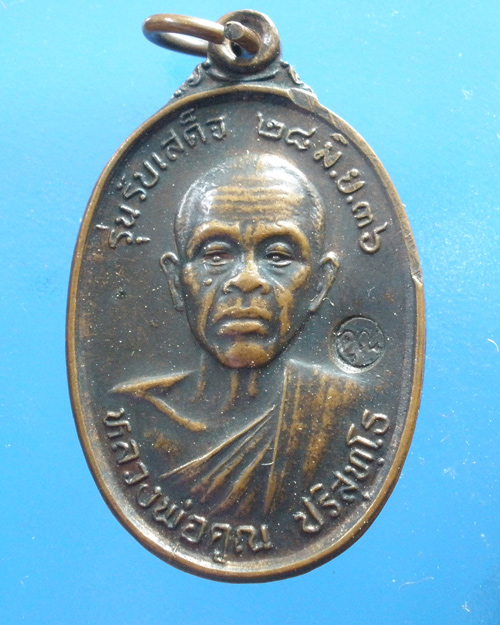 รุ่นรับเสด็จ ๒๘ มิ.ย.๓๖
คูณ
หลวงพ่อคูณ ปริสุทฺโธ